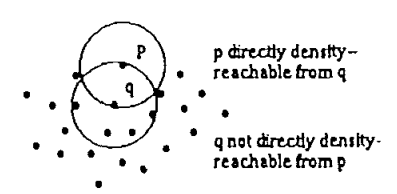 p
p directly density-
reachable from q
q
q not directly density-
reachable from p